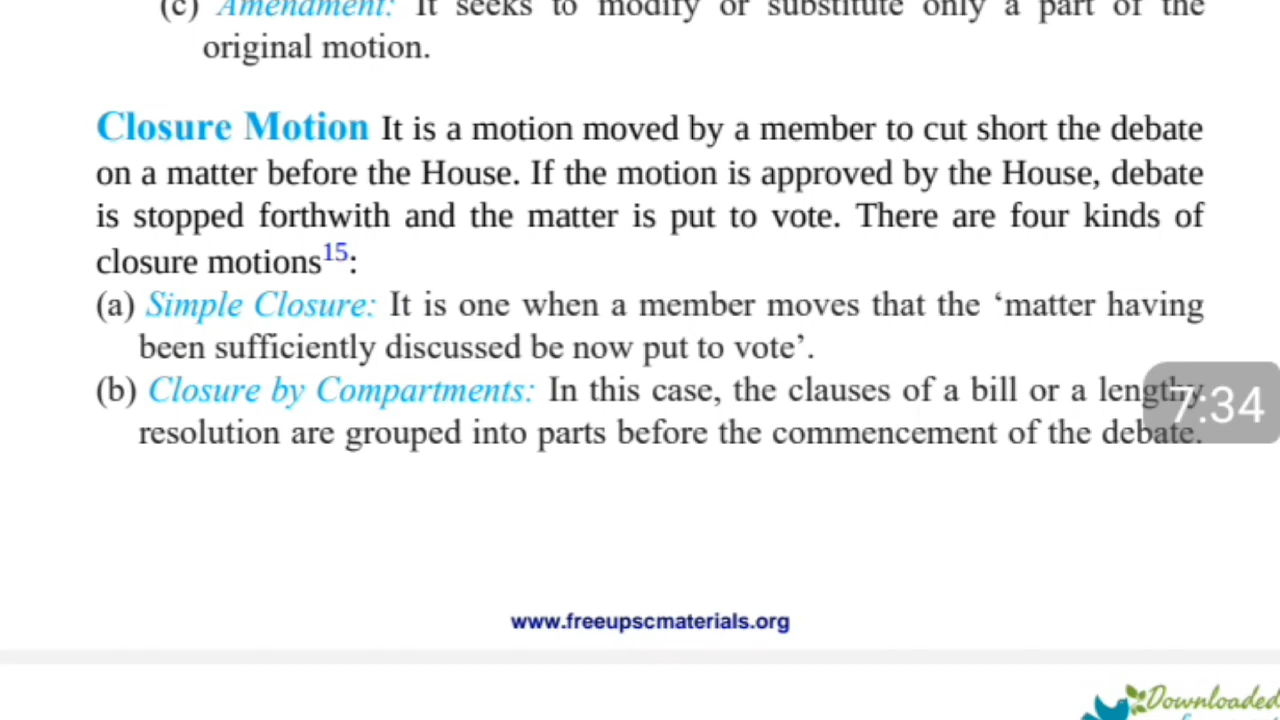 (c) Amendment: It seeks to modify or substitute only a part of the
original motion.
Closure Motion It is a motion moved by a member to cut short the debate
on a matter before the House. If the motion is approved by the House, debate
is stopped forthwith and the matter is put to vote. There are four kinds of
closure motions15:
(a) Simple Closure: It is one when a member moves that the ‘matter having
been sufficiently discussed be now put to vote’.
(b) Closure by Compartments: In this case, the clauses of a bill or a lengthy
7:34
resolution are grouped into parts before the commencement of the debate.
www.freeupscmaterials.org
Downloaded